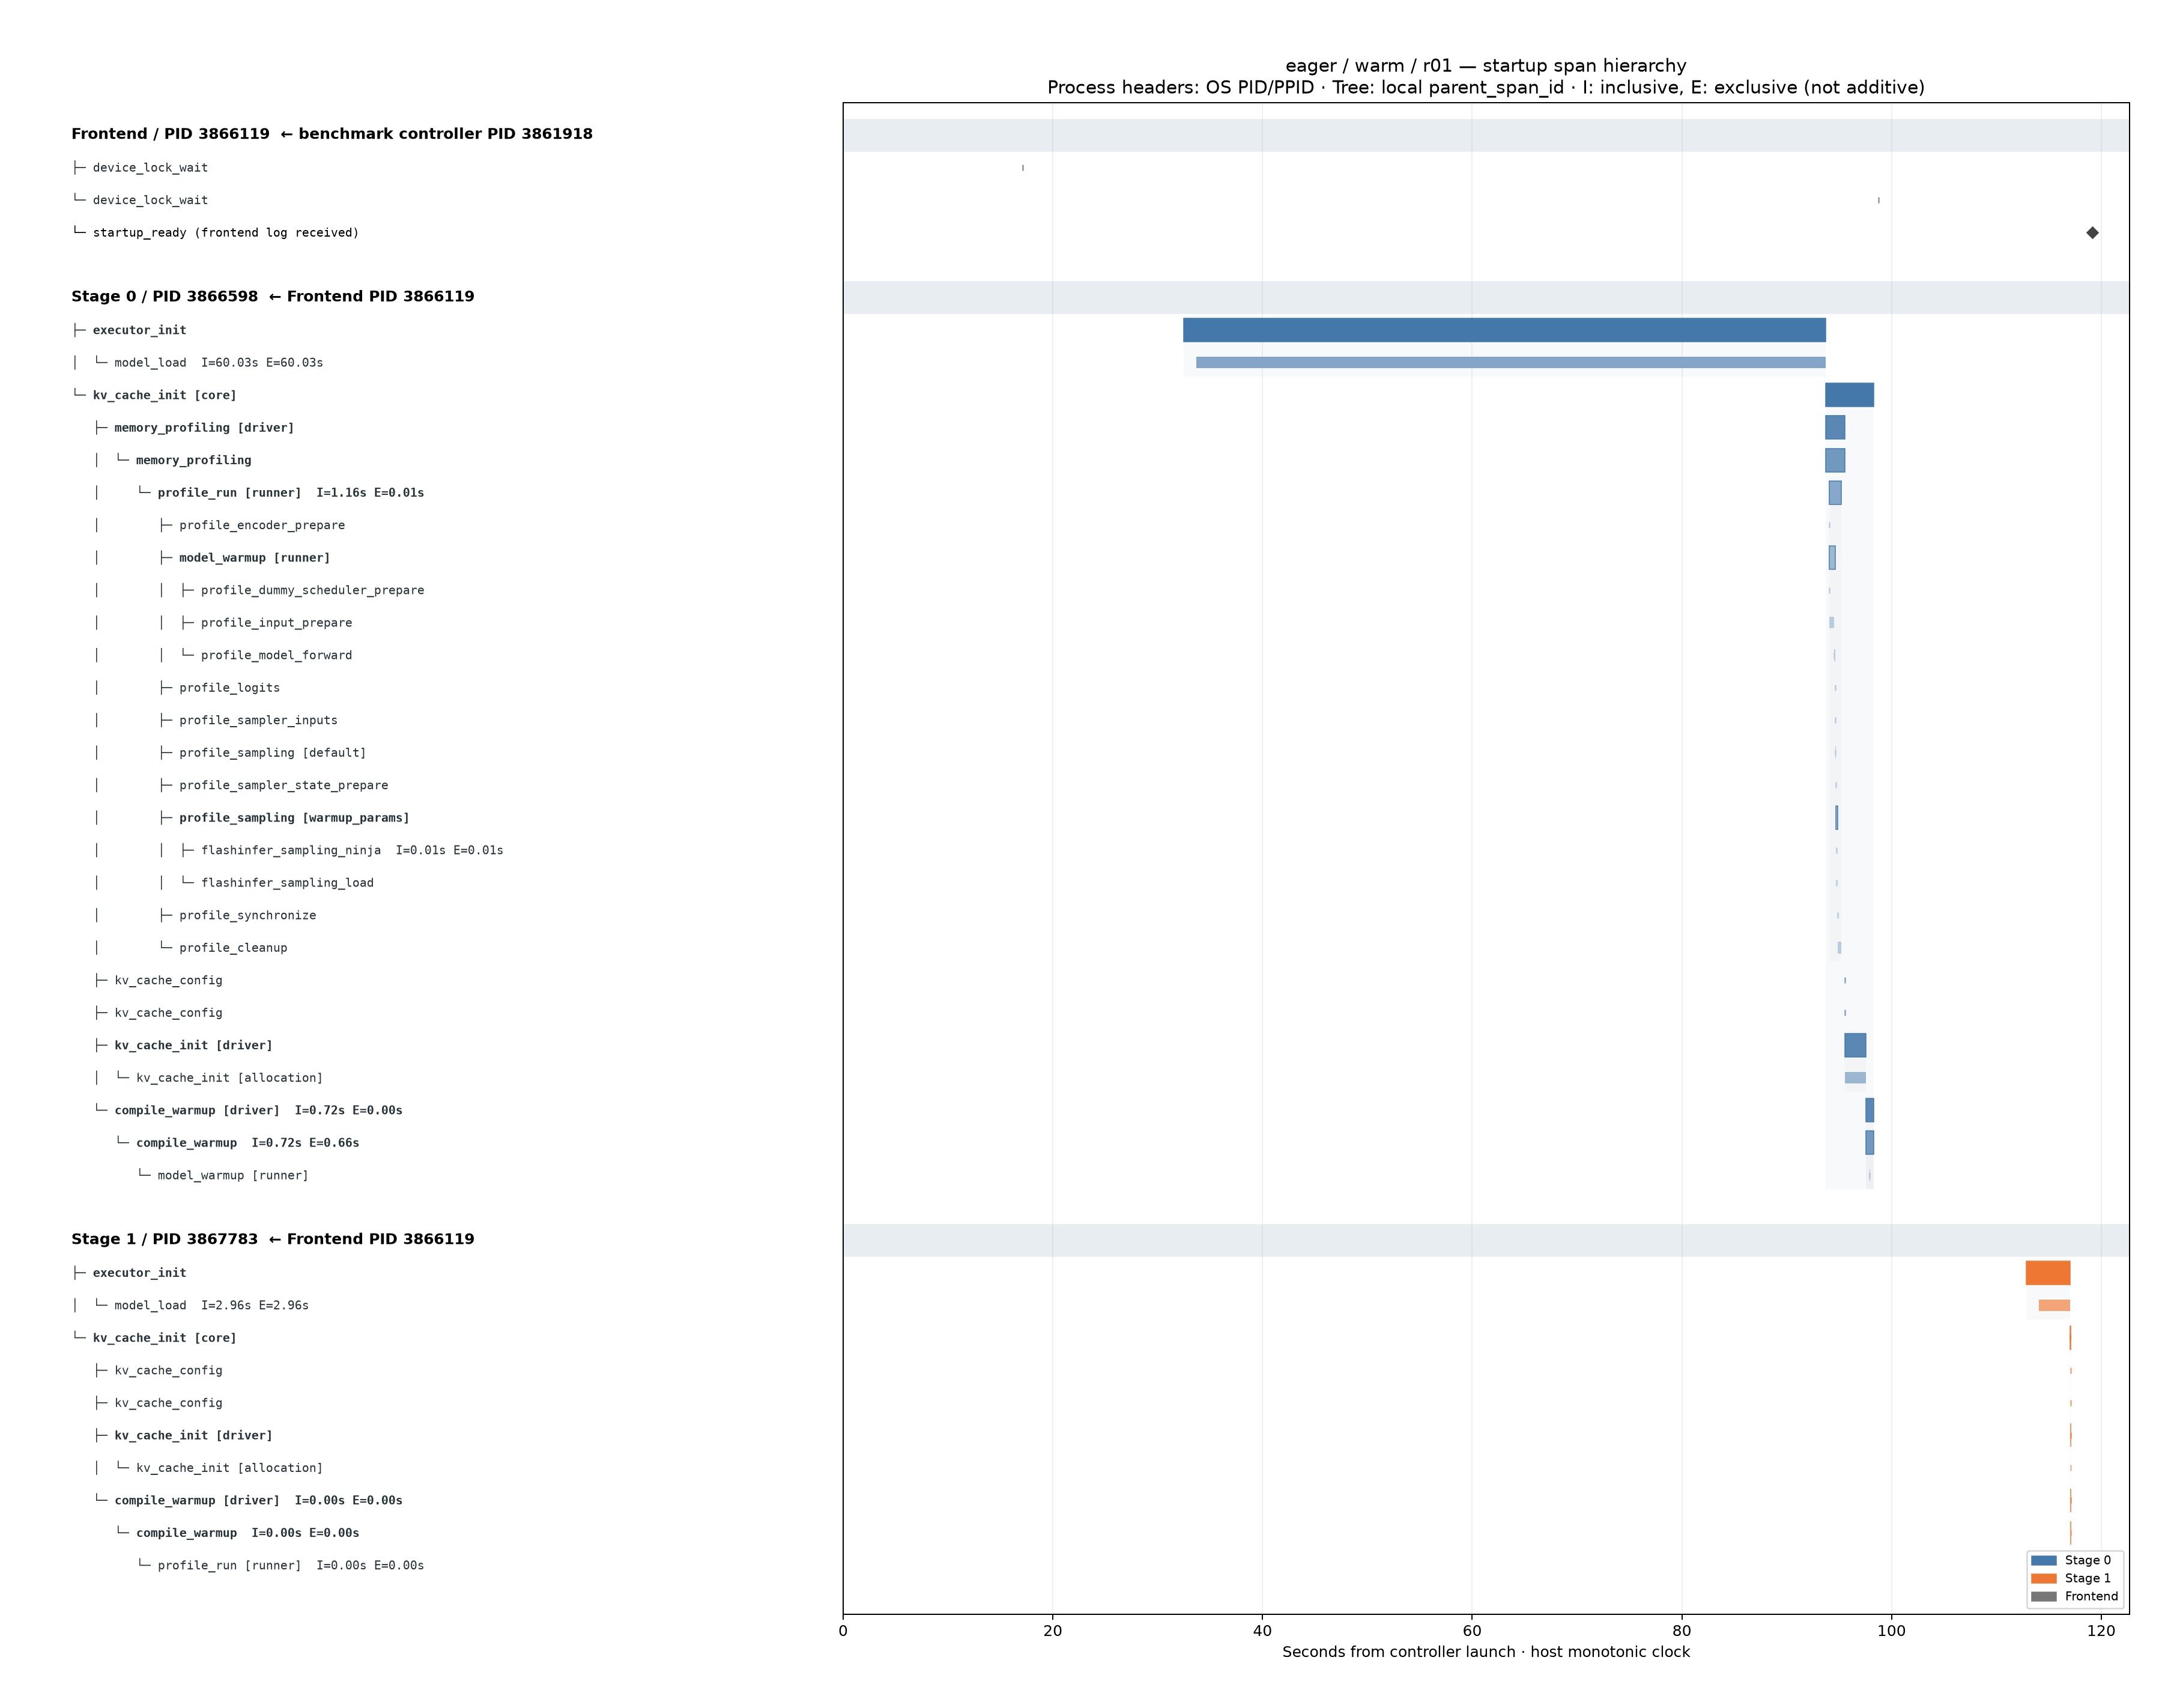 eager / warm / r01 — startup span hierarchy
Process headers: OS PID/PPID · Tree: local parent_span_id · I: inclusive, E: exclusive (not additive)
Frontend / PID 3866119 ← benchmark controller PID 3861918
├─ device_lock_wait
└─ device_lock_wait
└─ startup_ready (frontend log received)
Stage 0 / PID 3866598 ← Frontend PID 3866119
├─ executor_init
│  └─ model_load  I=60.03s E=60.03s
└─ kv_cache_init [core]
   ├─ memory_profiling [driver]
   │  └─ memory_profiling
   │     └─ profile_run [runner]  I=1.16s E=0.01s
   │        ├─ profile_encoder_prepare
   │        ├─ model_warmup [runner]
   │        │  ├─ profile_dummy_scheduler_prepare
   │        │  ├─ profile_input_prepare
   │        │  └─ profile_model_forward
   │        ├─ profile_logits
   │        ├─ profile_sampler_inputs
   │        ├─ profile_sampling [default]
   │        ├─ profile_sampler_state_prepare
   │        ├─ profile_sampling [warmup_params]
   │        │  ├─ flashinfer_sampling_ninja  I=0.01s E=0.01s
   │        │  └─ flashinfer_sampling_load
   │        ├─ profile_synchronize
   │        └─ profile_cleanup
   ├─ kv_cache_config
   ├─ kv_cache_config
   ├─ kv_cache_init [driver]
   │  └─ kv_cache_init [allocation]
   └─ compile_warmup [driver]  I=0.72s E=0.00s
      └─ compile_warmup  I=0.72s E=0.66s
         └─ model_warmup [runner]
Stage 1 / PID 3867783 ← Frontend PID 3866119
├─ executor_init
│  └─ model_load  I=2.96s E=2.96s
└─ kv_cache_init [core]
   ├─ kv_cache_config
   ├─ kv_cache_config
   ├─ kv_cache_init [driver]
   │  └─ kv_cache_init [allocation]
   └─ compile_warmup [driver]  I=0.00s E=0.00s
      └─ compile_warmup  I=0.00s E=0.00s
         └─ profile_run [runner]  I=0.00s E=0.00s
Stage 0
Stage 1
Frontend
0 20 40 60 80 100 120
Seconds from controller launch · host monotonic clock